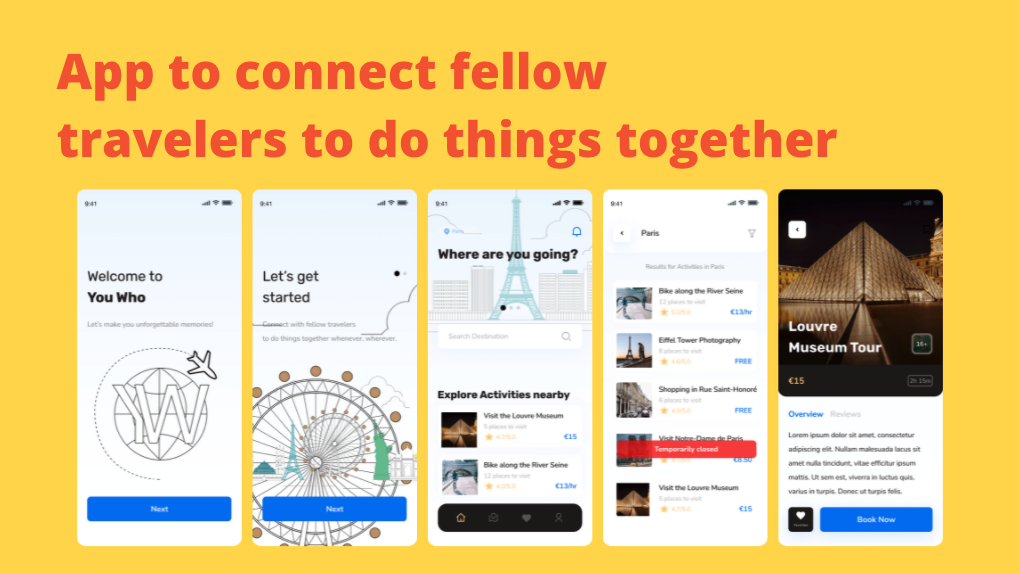 App to connect fellow
travelers to do things together
9:41
Welcome to
You Who
Let's make you unforgettable memories!
YW
Next
9:41
Let's get
started
Connect with fellow travelers
to do things together whenever, wherever.
Next
9:41
Paris
Where are you going?
Search Destination
Explore Activities nearby
Visit the Louvre Museum
5 places to visit
4.7/5.0
€15
Bike along the River Seine
12 places to visit
4.0/5.0
€13/hr
9:41
Paris
Results for Activities in Paris
Bike along the River Seine
12 places to visit
€13/hr
Eiffel Tower Photography
8 places to visit
4.6/5.0
FREE
Shopping in Rue Saint-Honoré
6 places to visit
4.0/5.0
FREE
Visit Notre-Dame de Paris
Temporarily closed
€8.50
Visit the Louvre Museum
5 places to visit
4.7/5.0
€15
Louvre
Museum Tour
16+
€15
2h 15m
Overview Reviews
Lorem ipsum dolor sit amet, consectetur
adipiscing elit. Nullam malesuada lacus sit
amet nulla tincidunt, vitae efficitur ipsum
mattis. Ut sem est, viverra in luctus quis,
varius in turpis. Donec ut turpis felis.
Book Now